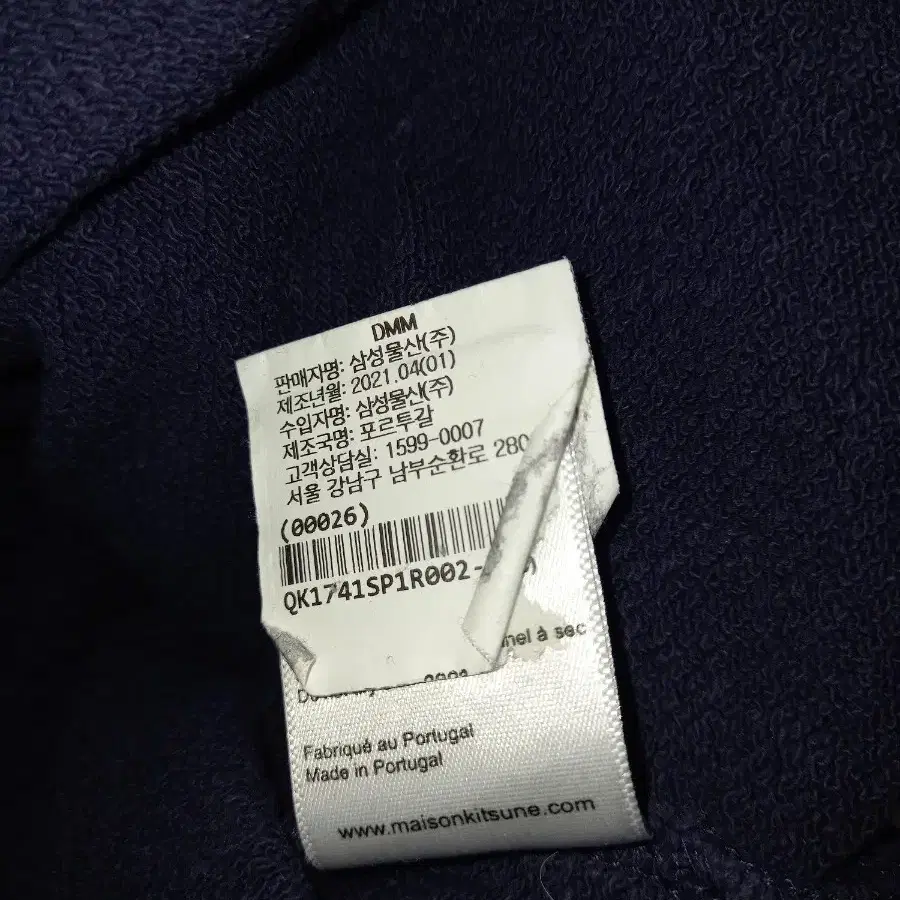 DMM
판매자명: 삼성물산(주)
제조년월: 2021.04(01)
수입자명: 삼성물산(주)
제조국명: 포르투갈
고객상담실: 1599-0007
서울 강남구 남부순환로 280
(00026)
QK1741SP1R002-
à sec
Fabriqué au Portugal
Made in Portugal
www.maisonkitsune.com